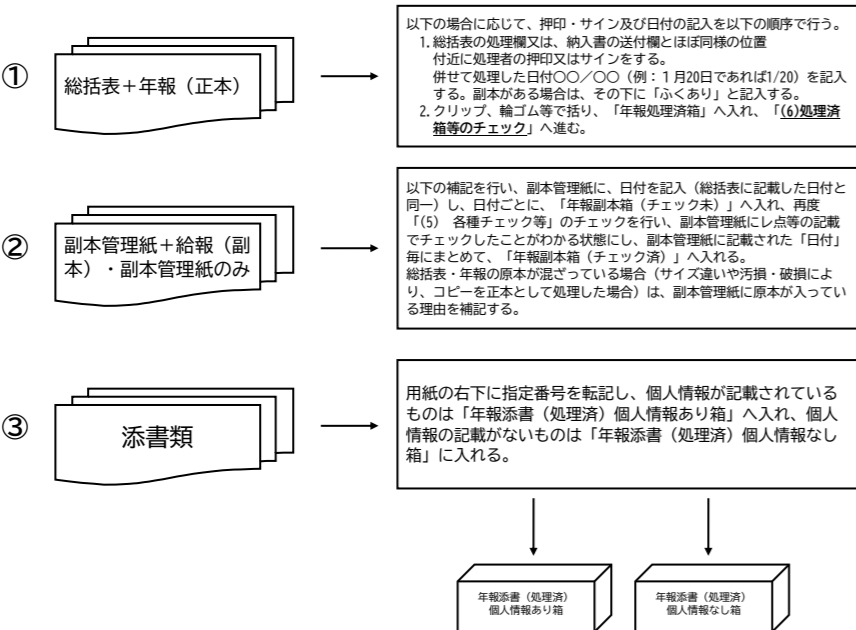 以下の場合に応じて、押印・サイン及び日付の記入を以下の順序で行う。
1.総括表の処理欄又は、納入書の送付欄とほぼ同様の位置
付近に処理者の押印又はサインをする。
併せて処理した日付〇〇／〇〇（例：１月20日であれば1/20）を記入
する。副本がある場合は、その下に「ふくあり」と記入する。
2.クリップ、輪ゴム等で括り、「年報処理済箱」へ入れ、「(6)処理済
箱等のチェック」へ進む。
①
総括表＋年報（正本）
以下の補記を行い、副本管理紙に、日付を記入（総括表に記載した日付と
同一）し、日付ごとに、「年報副本箱（チェック未）」へ入れ、再度
「(5)　各種チェック等」のチェックを行い、副本管理紙にレ点等の記載
でチェックしたことがわかる状態にし、副本管理紙に記載された「日付」
毎にまとめて、「年報副本箱（チェック済）」へ入れる。
総括表・年報の原本が混ざっている場合（サイズ違いや汚損・破損によ
り、コピーを正本として処理した場合）は、副本管理紙に原本が入ってい
る理由を補記する。
②
副本管理紙＋給報（副
本）・副本管理紙のみ
用紙の右下に指定番号を転記し、個人情報が記載されている
ものは「年報添書（処理済）個人情報あり箱」へ入れ、個人
情報の記載がないものは「年報添書（処理済）個人情報なし
箱」に入れる。
③
添書類
年報添書（処理済）
個人情報あり箱
年報添書（処理済）
個人情報なし箱